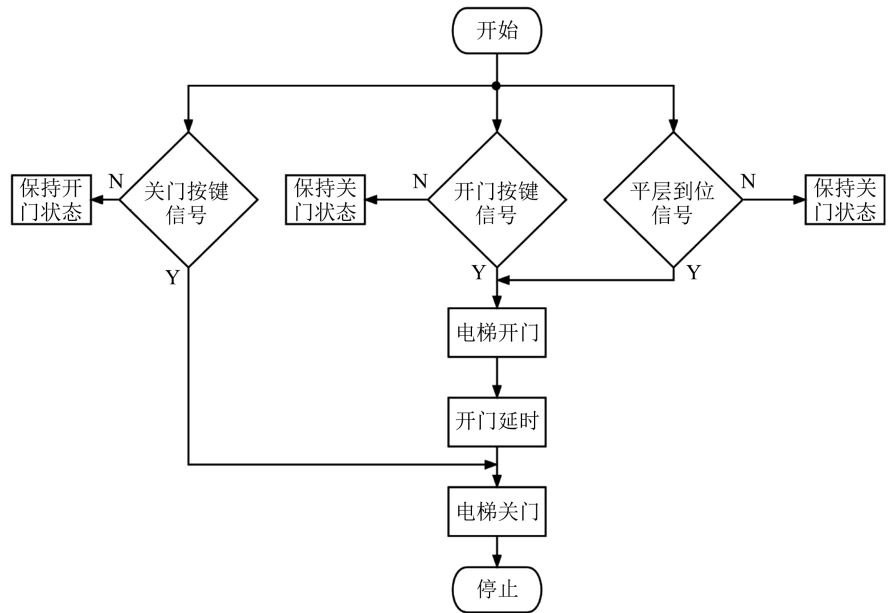 开始
关门按键
信号
N
保持开
门状态
Y
开门按键
信号
N
保持关
门状态
Y
平层到位
信号
N
保持关
门状态
Y
电梯开门
开门延时
电梯关门
停止